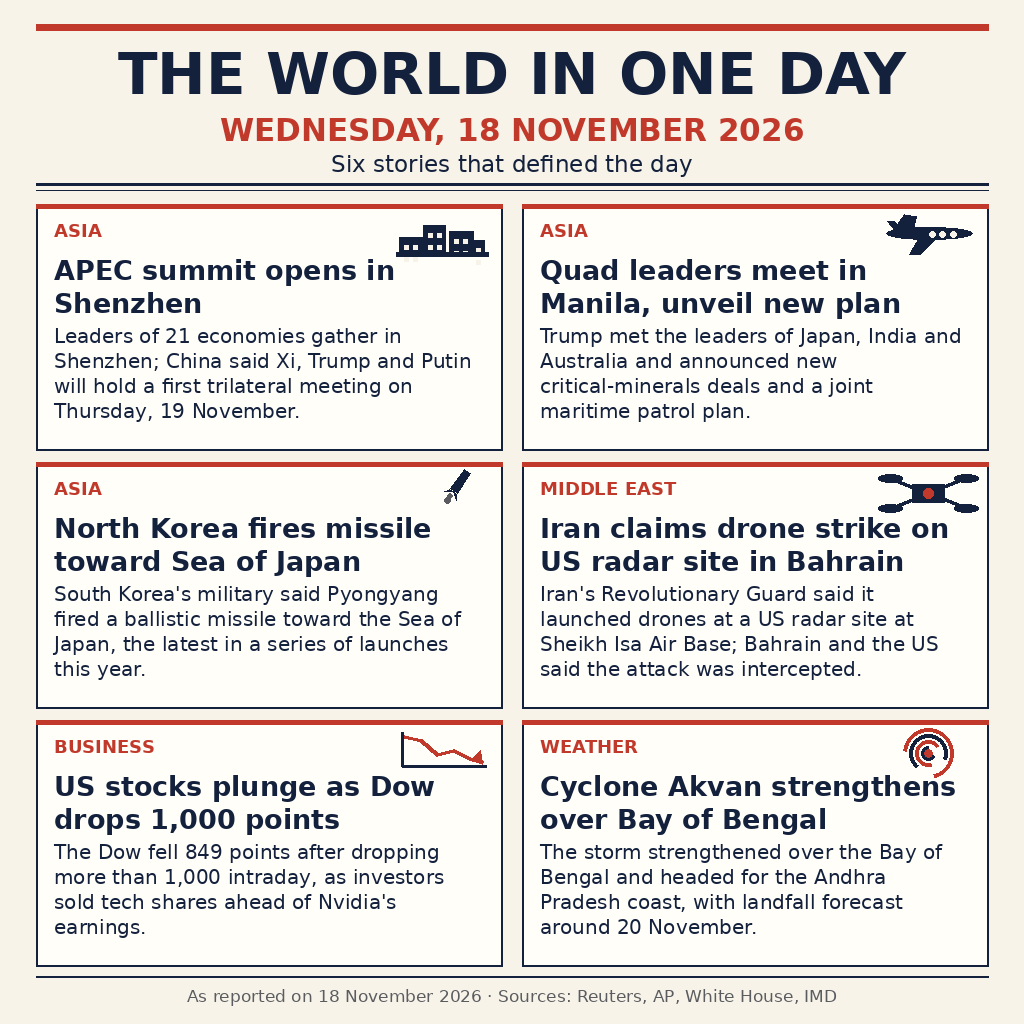 THE WORLD IN ONE DAY
WEDNESDAY, 18 NOVEMBER 2026
Six stories that defined the day
ASIA
APEC summit opens in
Shenzhen
Leaders of 21 economies gather in
Shenzhen; China said Xi, Trump and Putin
will hold a first trilateral meeting on
Thursday, 19 November.
ASIA
Quad leaders meet in
Manila, unveil new plan
Trump met the leaders of Japan, India and
Australia and announced new
critical-minerals deals and a joint
maritime patrol plan.
ASIA
North Korea fires missile
toward Sea of Japan
South Korea's military said Pyongyang
fired a ballistic missile toward the Sea of
Japan, the latest in a series of launches
this year.
MIDDLE EAST
Iran claims drone strike on
US radar site in Bahrain
Iran's Revolutionary Guard said it
launched drones at a US radar site at
Sheikh Isa Air Base; Bahrain and the US
said the attack was intercepted.
BUSINESS
US stocks plunge as Dow
drops 1,000 points
The Dow fell 849 points after dropping
more than 1,000 intraday, as investors
sold tech shares ahead of Nvidia's
earnings.
WEATHER
Cyclone Akvan strengthens
over Bay of Bengal
The storm strengthened over the Bay of
Bengal and headed for the Andhra
Pradesh coast, with landfall forecast
around 20 November.
As reported on 18 November 2026 · Sources: Reuters, AP, White House, IMD